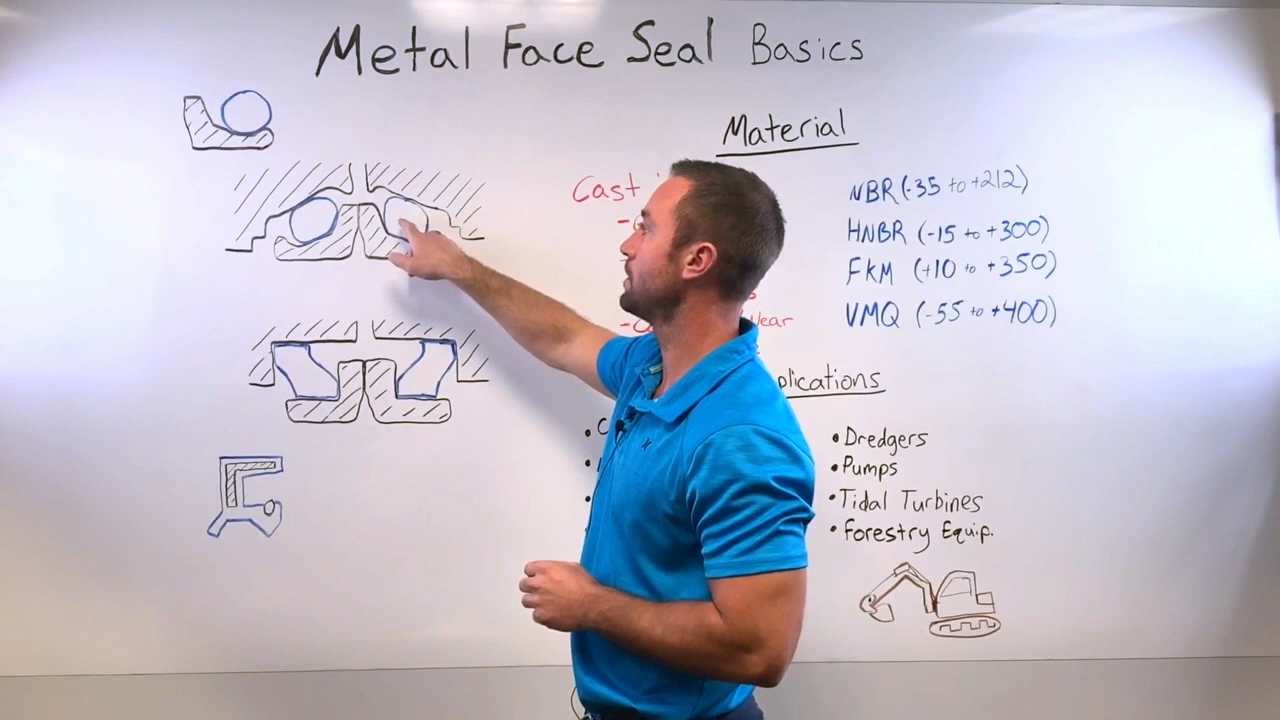 Metal Face Seal Basics
Material
Cast
NBR (-35 to +212)
HNBR (-15 to +300)
FKM (+10 to +350)
VMQ (-55 to +400)
• Dredgers
• Pumps
• Tidal Turbines
• Forestry Equip.